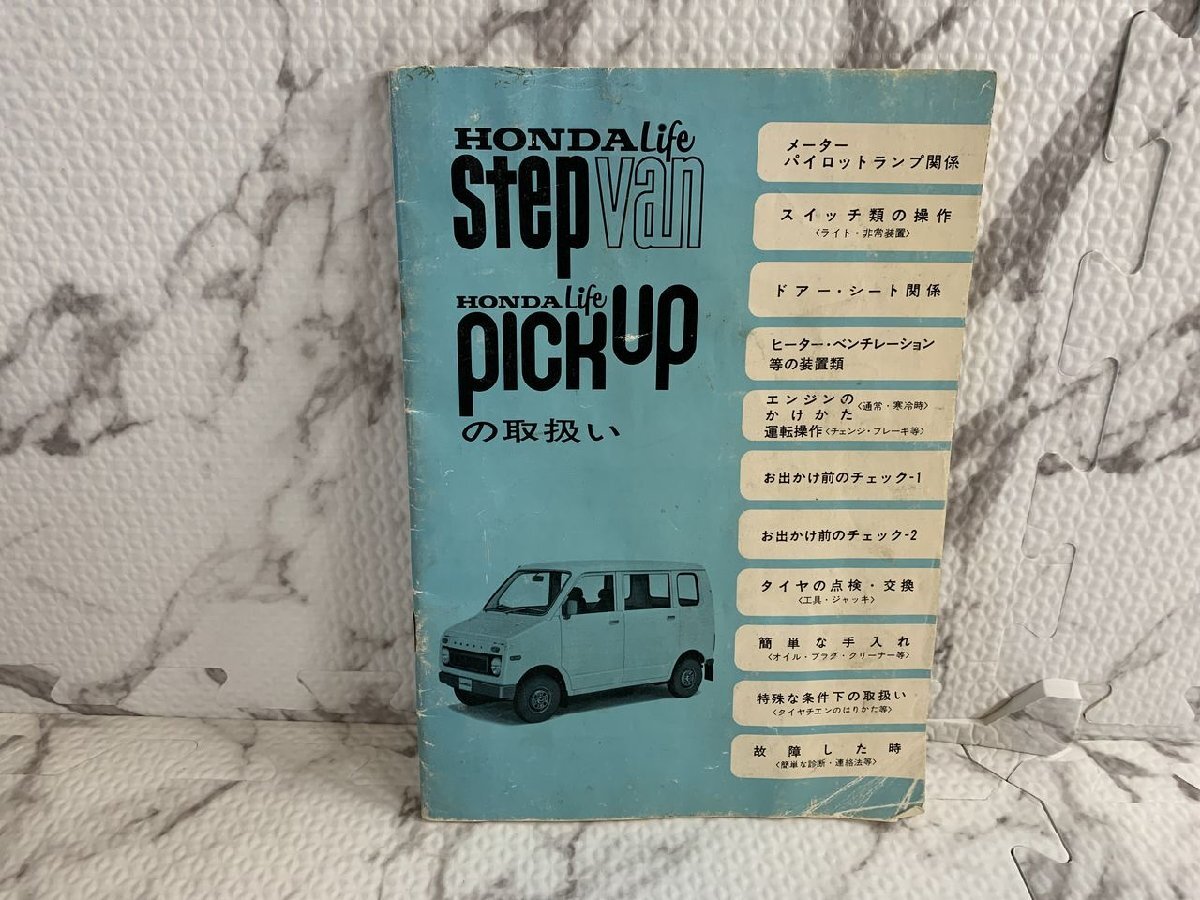 HONDA Life
step van
HONDA Life
PICKUP
の取扱い
メーター
パイロットランプ関係
スイッチ類の操作
〈ライト・非常装置〉
ドアー・シート関係
ヒーター・ベンチレーション
等の装置類
エンジンの
かけかた〈通常・寒冷時〉
運転操作〈チェンジ・ブレーキ等〉
お出かけ前のチェック-1
お出かけ前のチェック-2
タイヤの点検・交換
〈工具・ジャッキ〉
簡単な手入れ
〈オイル・プラグ・クリーナー等〉
特殊な条件下の取扱い
〈タイヤチエンのはりかた等〉
故障した時
〈簡単な診断・連絡法等〉